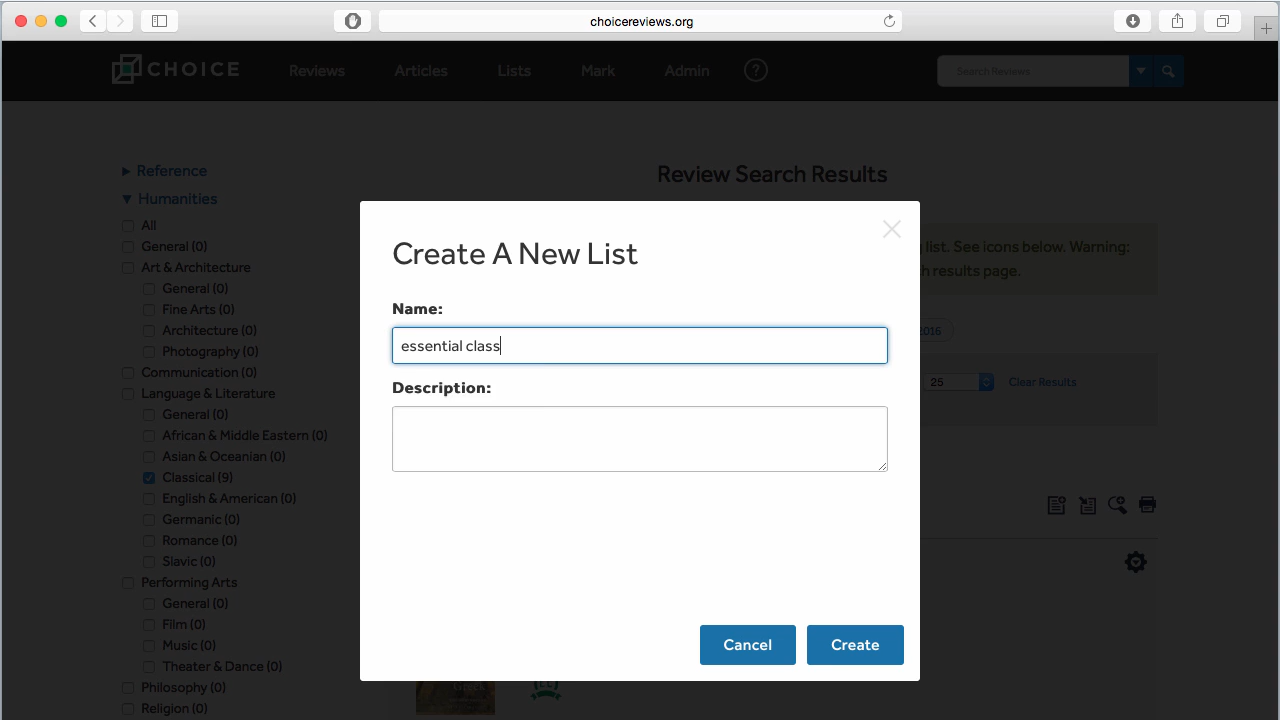 choicereviews.org
CHOICE
Reviews
Articles
Lists
Mark
Admin
?
Search Reviews
Reference
Humanities
All
General (0)
Art & Architecture
General (0)
Fine Arts (0)
Architecture (0)
Photography (0)
Communication (0)
Language & Literature
General (0)
African & Middle Eastern (0)
Asian & Oceanian (0)
Classical (9)
English & American (0)
Germanic (0)
Romance (0)
Slavic (0)
Performing Arts
General (0)
Film (0)
Music (0)
Theater & Dance (0)
Philosophy (0)
Religion (0)
Review Search Results
list. See icons below. Warning:
results page.
2016
25
Clear Results
Create A New List
Name:
essential class
Description:
Cancel
Create